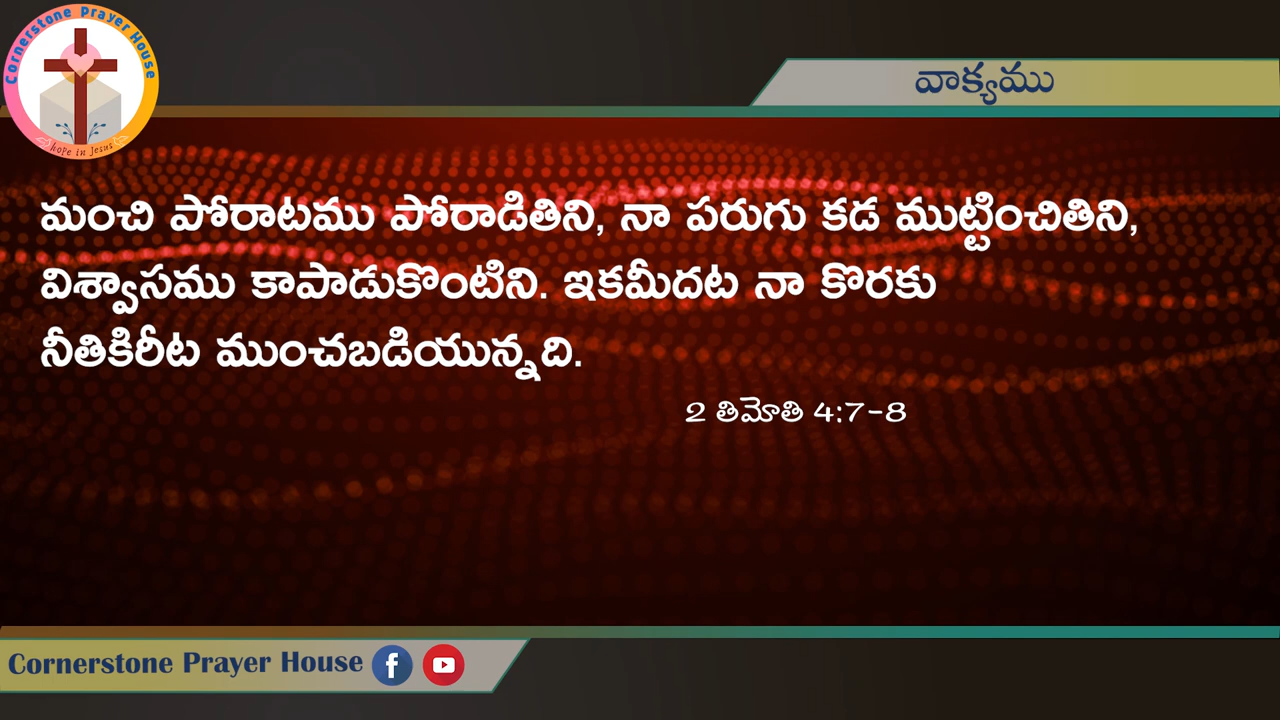 Cornerstone Prayer House
hope in Jesus
వాక్యము
మంచి పోరాటము పోరాడితిని, నా పరుగు కడ ముట్టించితిని,
విశ్వాసము కాపాడుకొంటిని. ఇకమీదట నా కొరకు
నీతికిరీట ముంచబడియున్నది.
2 తిమోతి 4:7-8
Cornerstone Prayer House